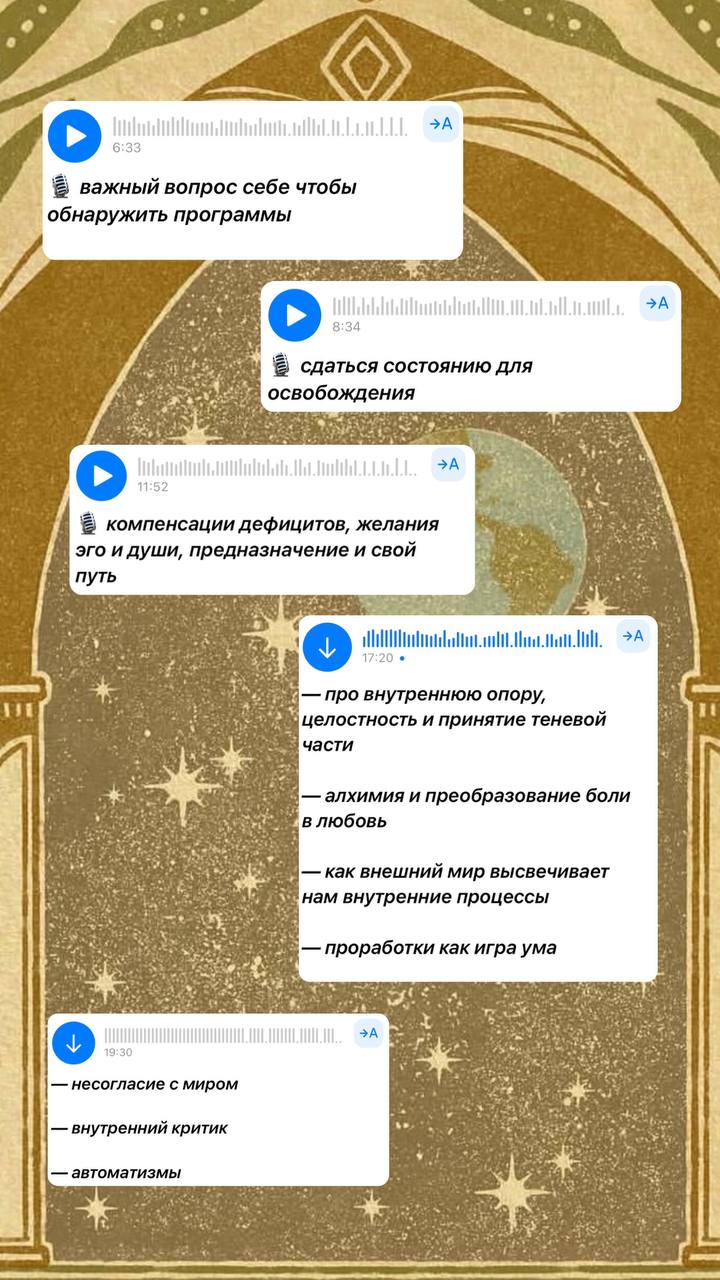 →A
6:33
🎙 важный вопрос себе чтобы
обнаружить программы
→A
8:34
🎙 сдаться состоянию для
освобождения
→A
11:52
🎙 компенсации дефицитов, желания
эго и души, предназначение и свой
путь
→A
17:20
— про внутреннюю опору,
целостность и принятие теневой
части
— алхимия и преобразование боли
в любовь
— как внешний мир высвечивает
нам внутренние процессы
— проработки как игра ума
→A
19:30
— несогласие с миром
— внутренний критик
— автоматизмы